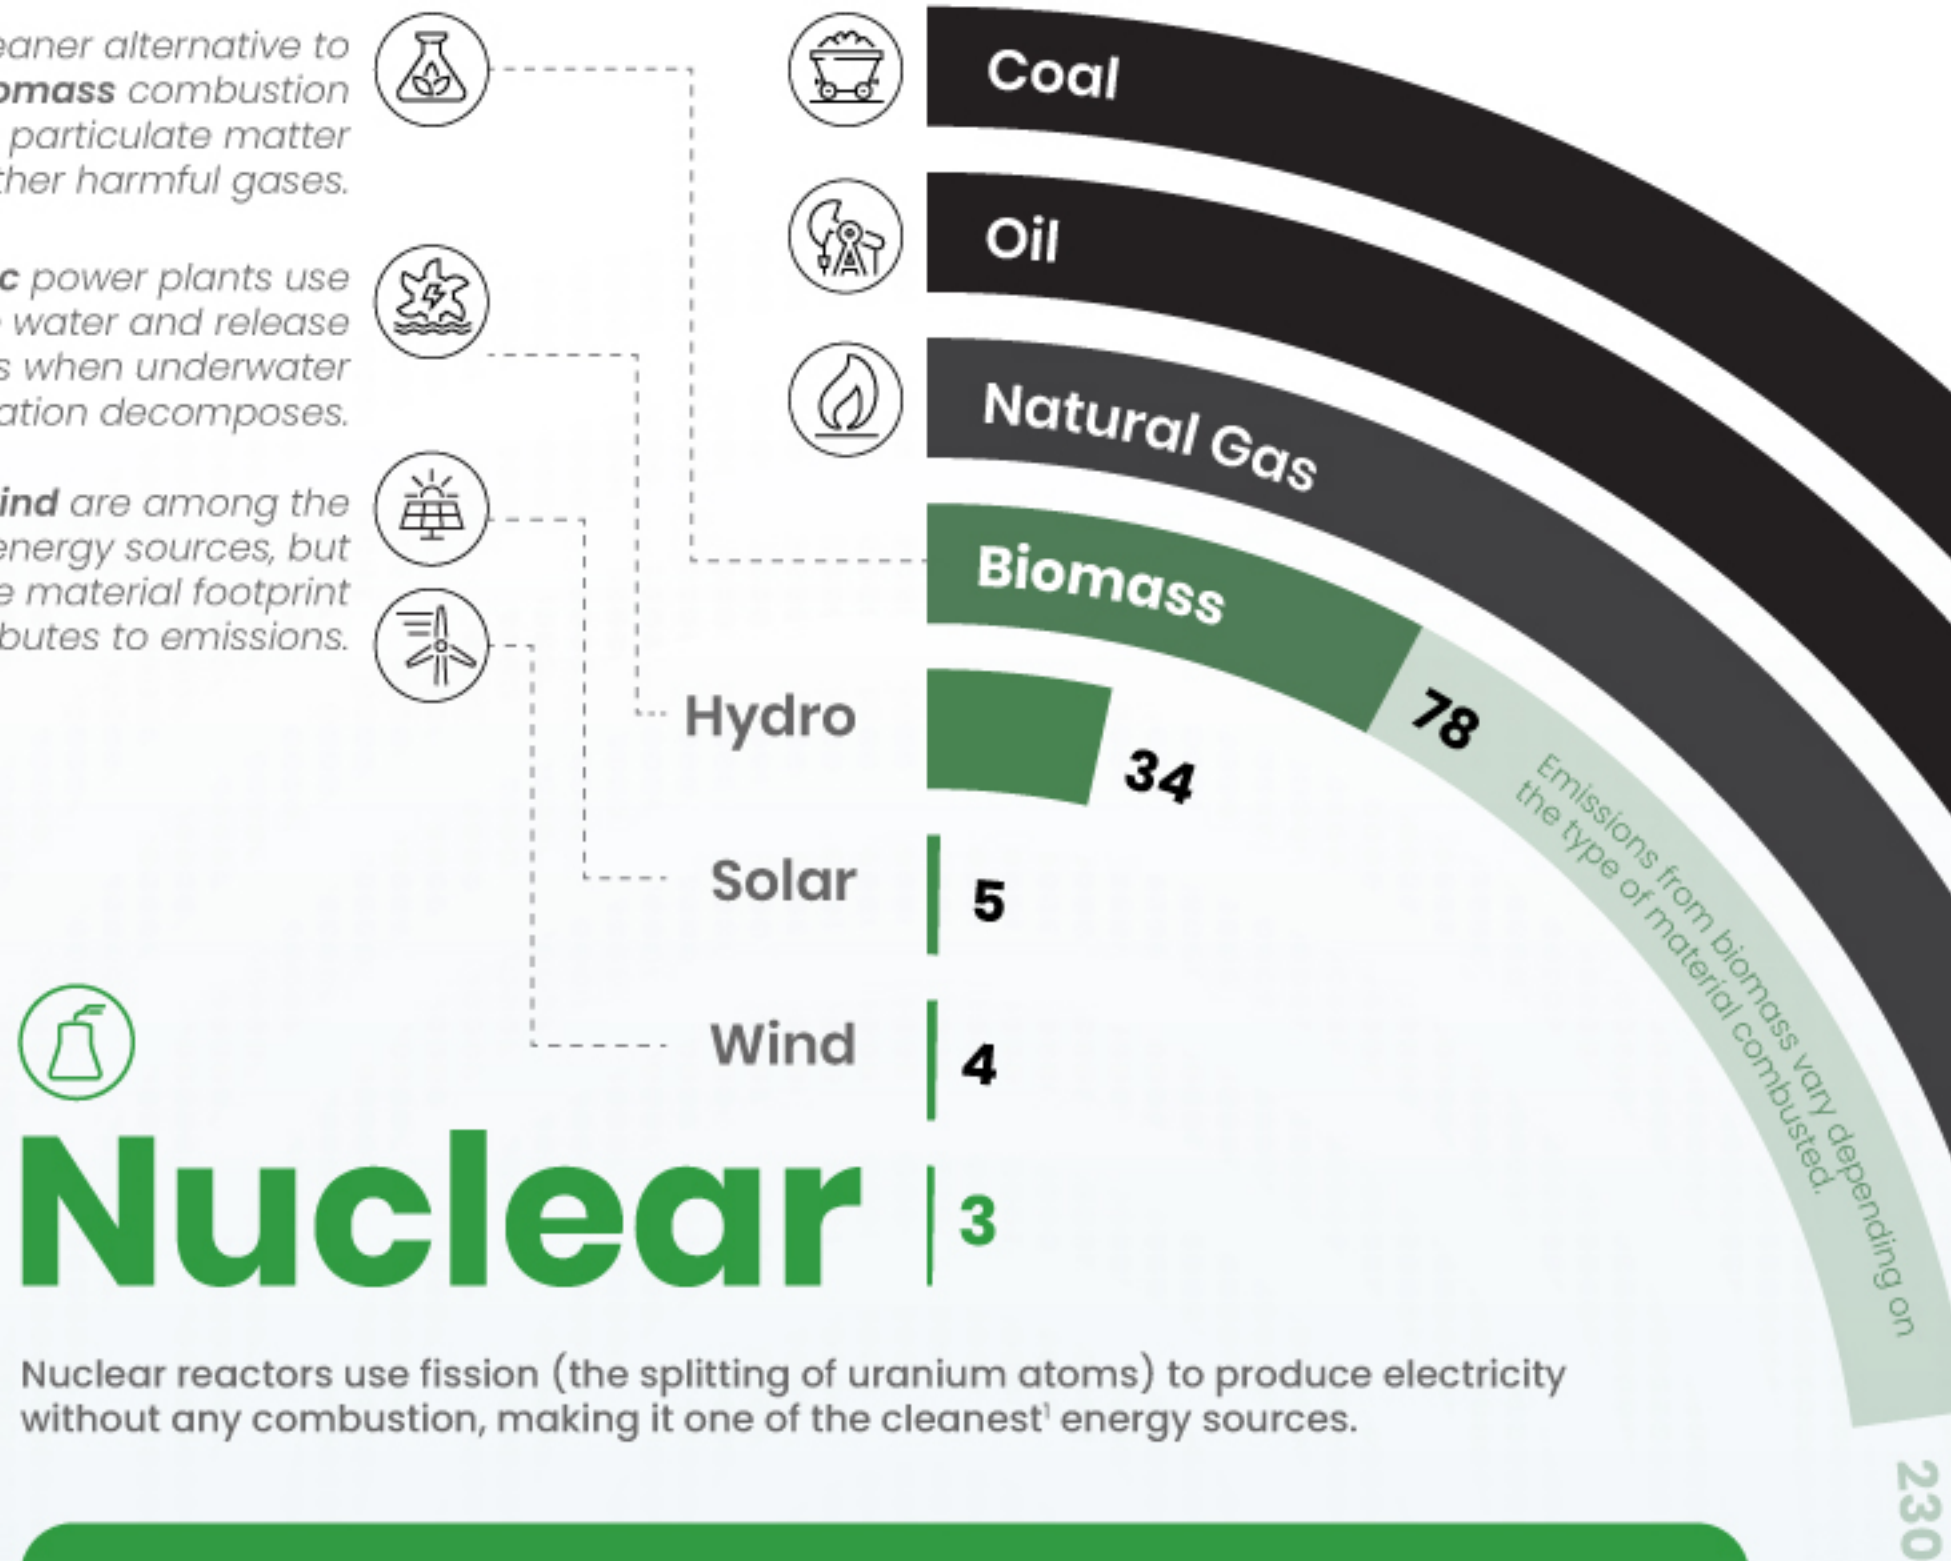 eaner alternative to
omass combustion
particulate matter
ther harmful gases.
c power plants use
water and release
s when underwater
ation decomposes.
ind are among the
energy sources, but
e material footprint
butes to emissions.
Coal
Oil
Natural Gas
Biomass
78
Emissions from biomass vary depending on
the type of material combusted.
230
Hydro
34
Solar
5
Wind
4
Nuclear
3
Nuclear reactors use fission (the splitting of uranium atoms) to produce electricity
without any combustion, making it one of the cleanest¹ energy sources.